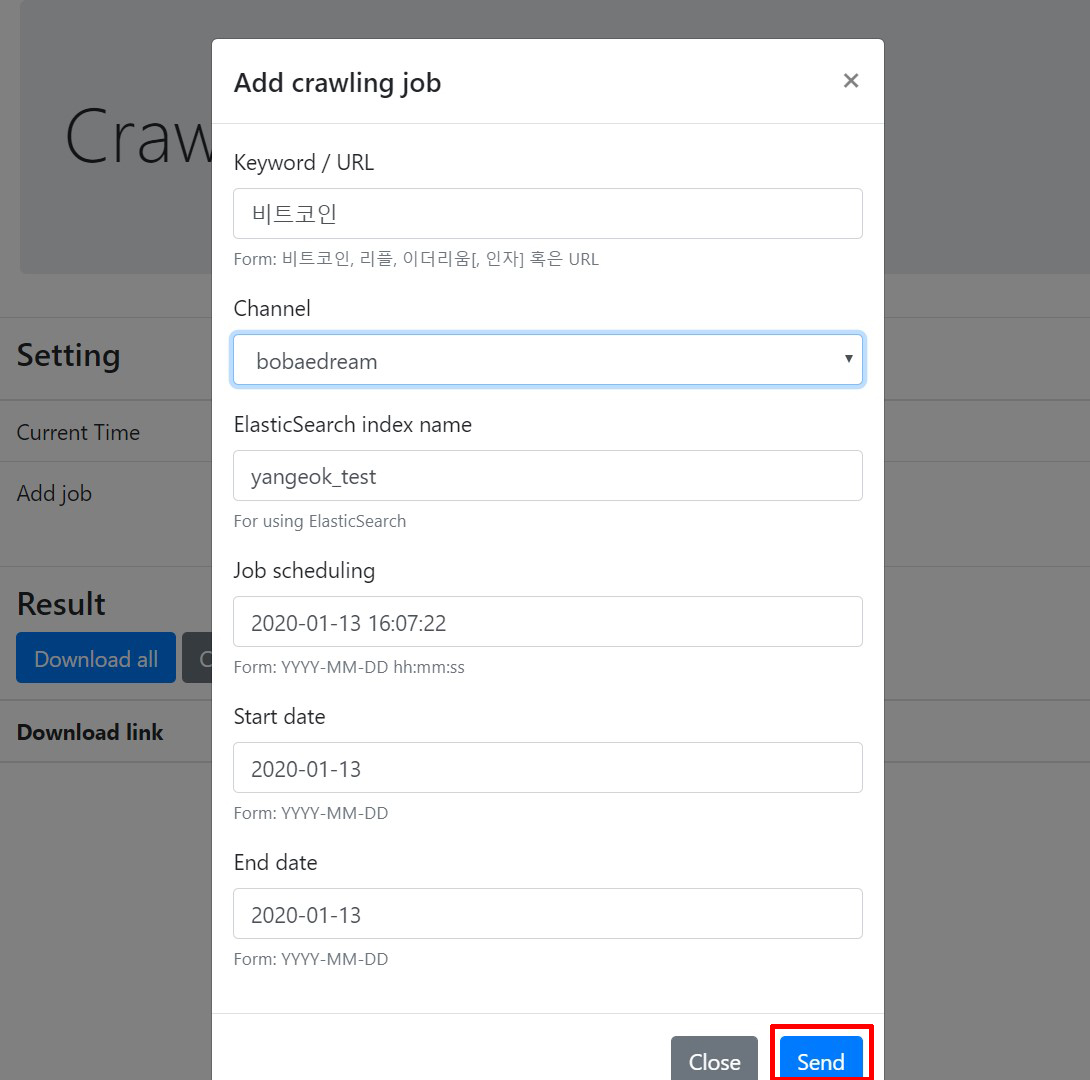 Craw
Add crawling job
×
Keyword / URL
비트코인
Form: 비트코인, 리플, 이더리움[, 인자] 혹은 URL
Channel
bobaedream
Setting
ElasticSearch index name
Current Time
yangeok_test
Add job
For using ElasticSearch
Job scheduling
Result
2020-01-13 16:07:22
Download all
Form: YYYY-MM-DD hh:mm:ss
Start date
Download link
2020-01-13
Form: YYYY-MM-DD
End date
2020-01-13
Form: YYYY-MM-DD
Close
Send